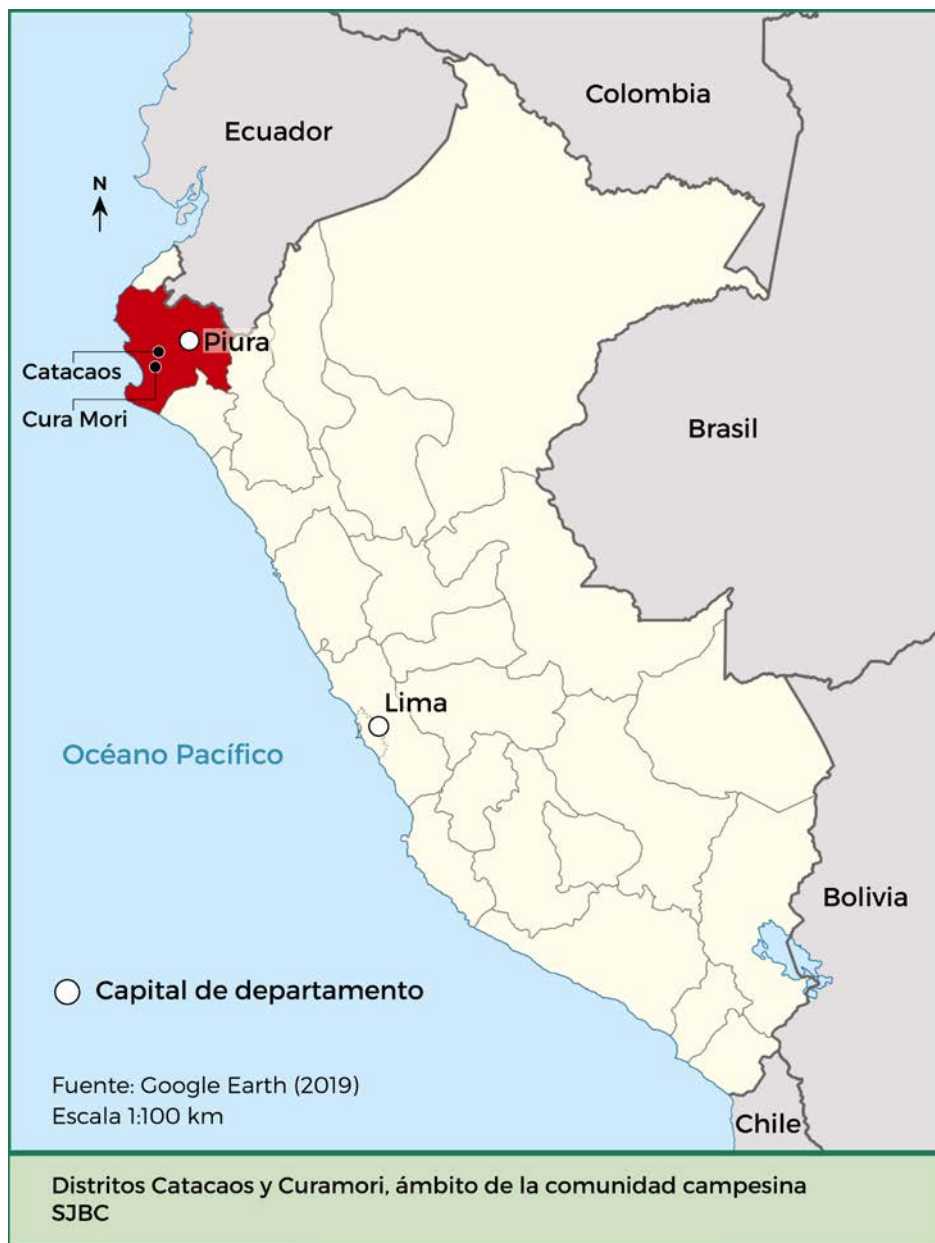 Colombia
Ecuador
N
Piura
Catacaos
Cura Mori
Brasil
Lima
Océano Pacífico
Bolivia
Capital de departamento
Fuente: Google Earth (2019)
Escala 1:100 km
Chile
Distritos Catacaos y Curamori, ámbito de la comunidad campesina
SJBC